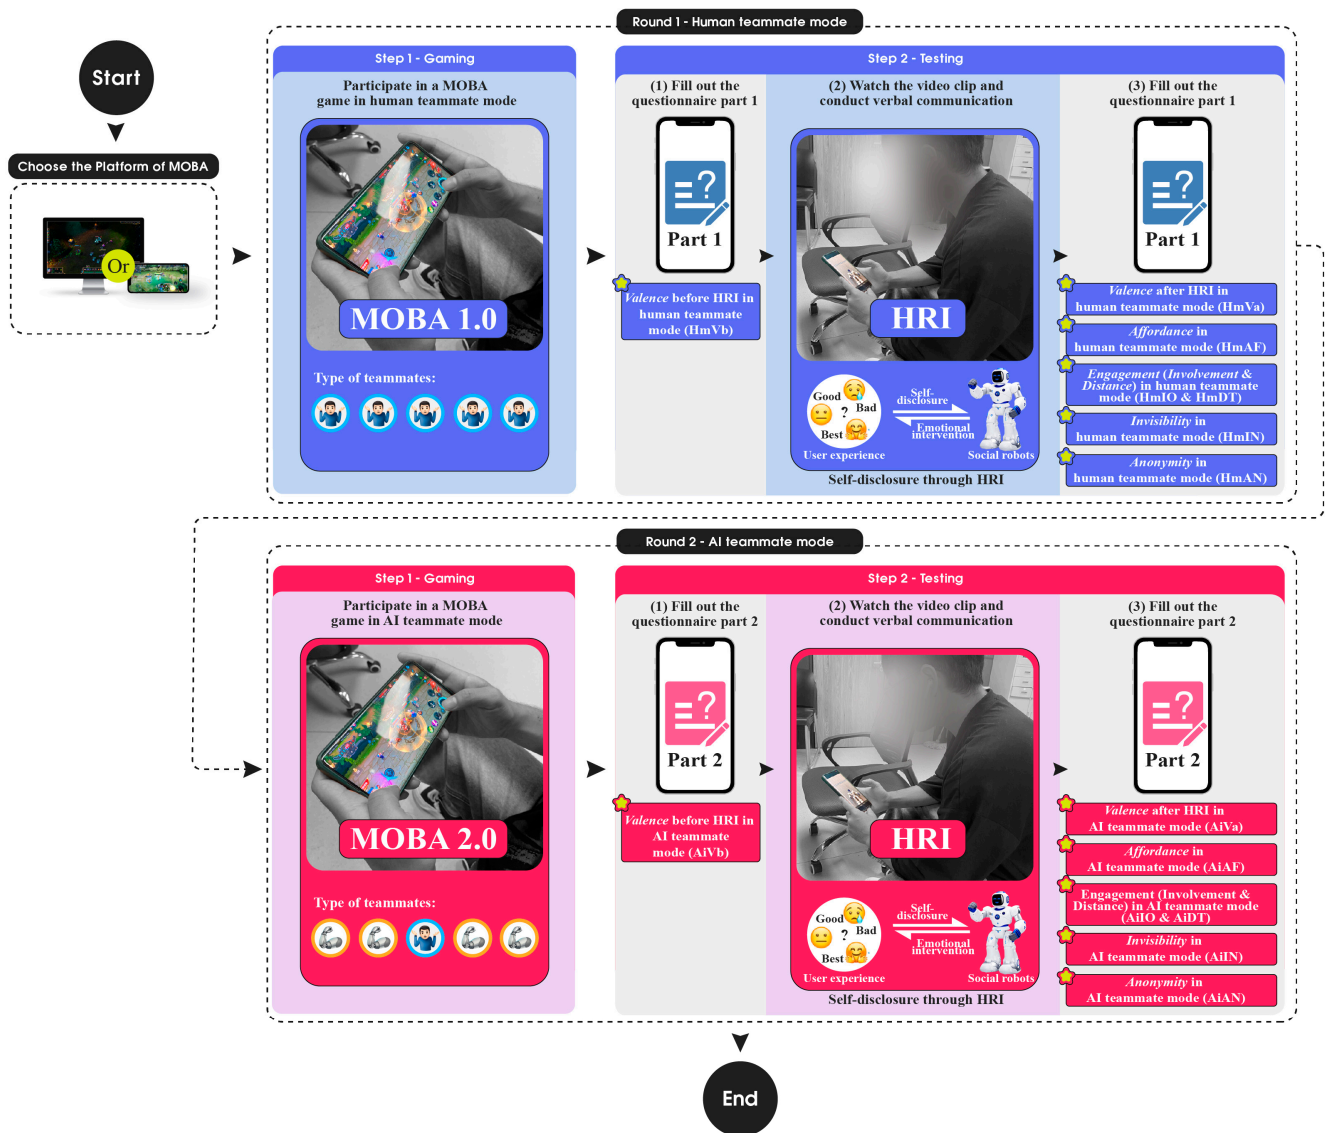 Start
Choose the Platform of MOBA
Or
Round 1 - Human teammate mode
Step 1 - Gaming
Participate in a MOBA
game in human teammate mode
MOBA 1.0
Type of teammates:
Step 2 - Testing
(1) Fill out the
questionnaire part 1
Part 1
Valence before HRI in
human teammate
mode (HmVb)
(2) Watch the video clip and
conduct verbal communication
HRI
Good
Bad
?
Best
User experience
Self-
disclosure
Emotional
intervention
Social robots
Self-disclosure through HRI
(3) Fill out the
questionnaire part 1
Part 1
Valence after HRI in
human teammate mode (HmVa)
Affordance in
human teammate mode (HmAF)
Engagement (Involvement &
Distance) in human teammate
mode (HmIO & HmDT)
Invisibility in
human teammate mode (HmIN)
Anonymity in
human teammate mode (HmAN)
Round 2 - AI teammate mode
Step 1 - Gaming
Participate in a MOBA
game in AI teammate mode
MOBA 2.0
Type of teammates:
Step 2 - Testing
(1) Fill out the
questionnaire part 2
Part 2
Valence before HRI in
AI teammate
mode (AiVb)
(2) Watch the video clip and
conduct verbal communication
HRI
Good
Bad
?
Best
User experience
Self-
disclosure
Emotional
intervention
Social robots
Self-disclosure through HRI
(3) Fill out the
questionnaire part 2
Part 2
Valence after HRI in
AI teammate mode (AiVa)
Affordance in
AI teammate mode (AiAF)
Engagement (Involvement &
Distance) in AI teammate mode
(AiIO & AiDT)
Invisibility in
AI teammate mode (AiIN)
Anonymity in
AI teammate mode (AiAN)
End